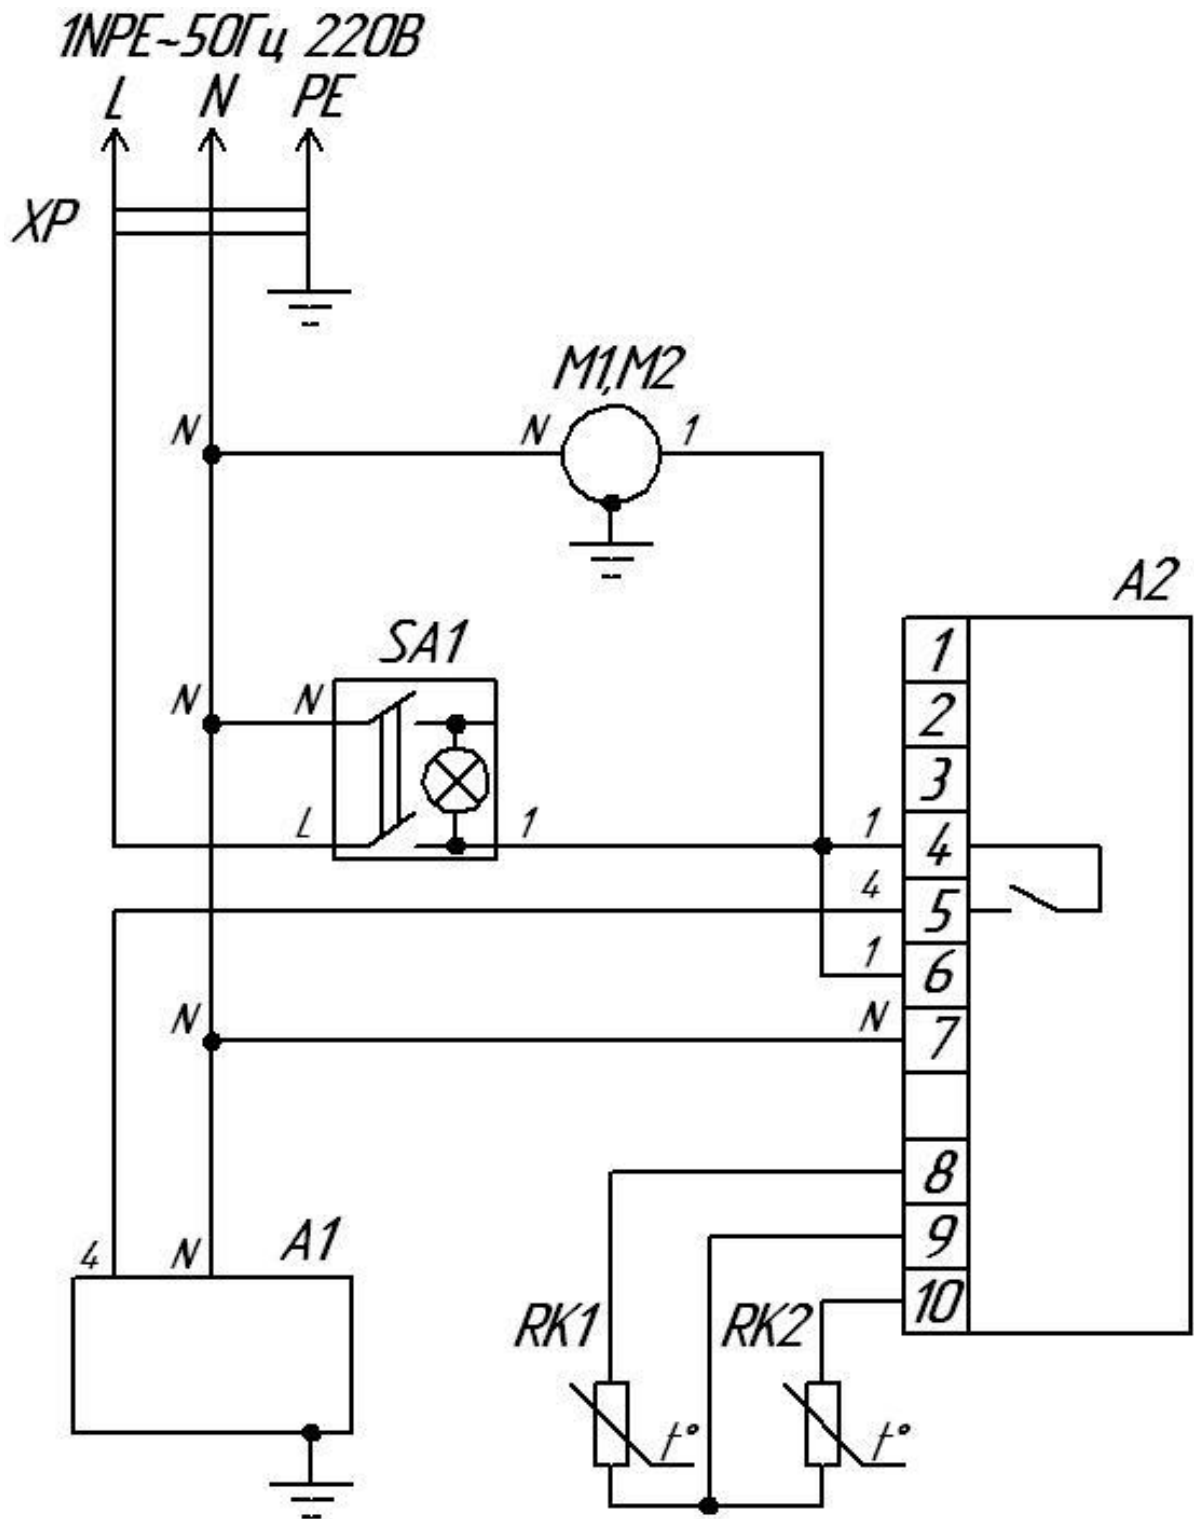 1NPE~50Гц 220В
L N PE
XP
M1,M2
N N 1
A2
SA1
1
N N 2
3
L 1 1 4
4 5
1 6
N N 7
8
4 N A1 9
RK1 RK2 10
t° t°